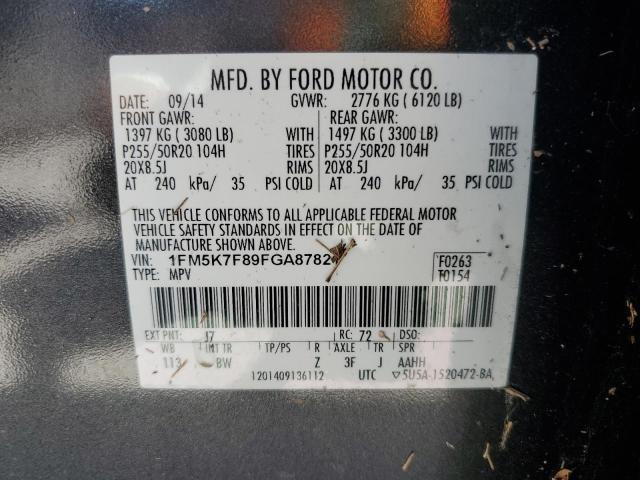 MFD. BY FORD MOTOR CO.
DATE: 09/14 GVWR: 2776 KG ( 6120 LB)
FRONT GAWR: REAR GAWR:
1397 KG ( 3080 LB) WITH 1497 KG ( 3300 LB) WITH
P255/50R20 104H TIRES P255/50R20 104H TIRES
20X8.5J RIMS 20X8.5J RIMS
AT 240 kPa/ 35 PSI COLD AT 240 kPa/ 35 PSI COLD
THIS VEHICLE CONFORMS TO ALL APPLICABLE FEDERAL MOTOR
VEHICLE SAFETY STANDARDS IN EFFECT ON THE DATE OF
MANUFACTURE SHOWN ABOVE.
VIN: 1FM5K7F89FGA8782 F0263
TYPE: MPV T0154
EXT PNT: J7 RC: 72 DSO:
WB INT TR TP/PS R AXLE TR SPR
113 BW Z 3F J AAHH
1201409136112 UTC 5U5A-1520472-BA